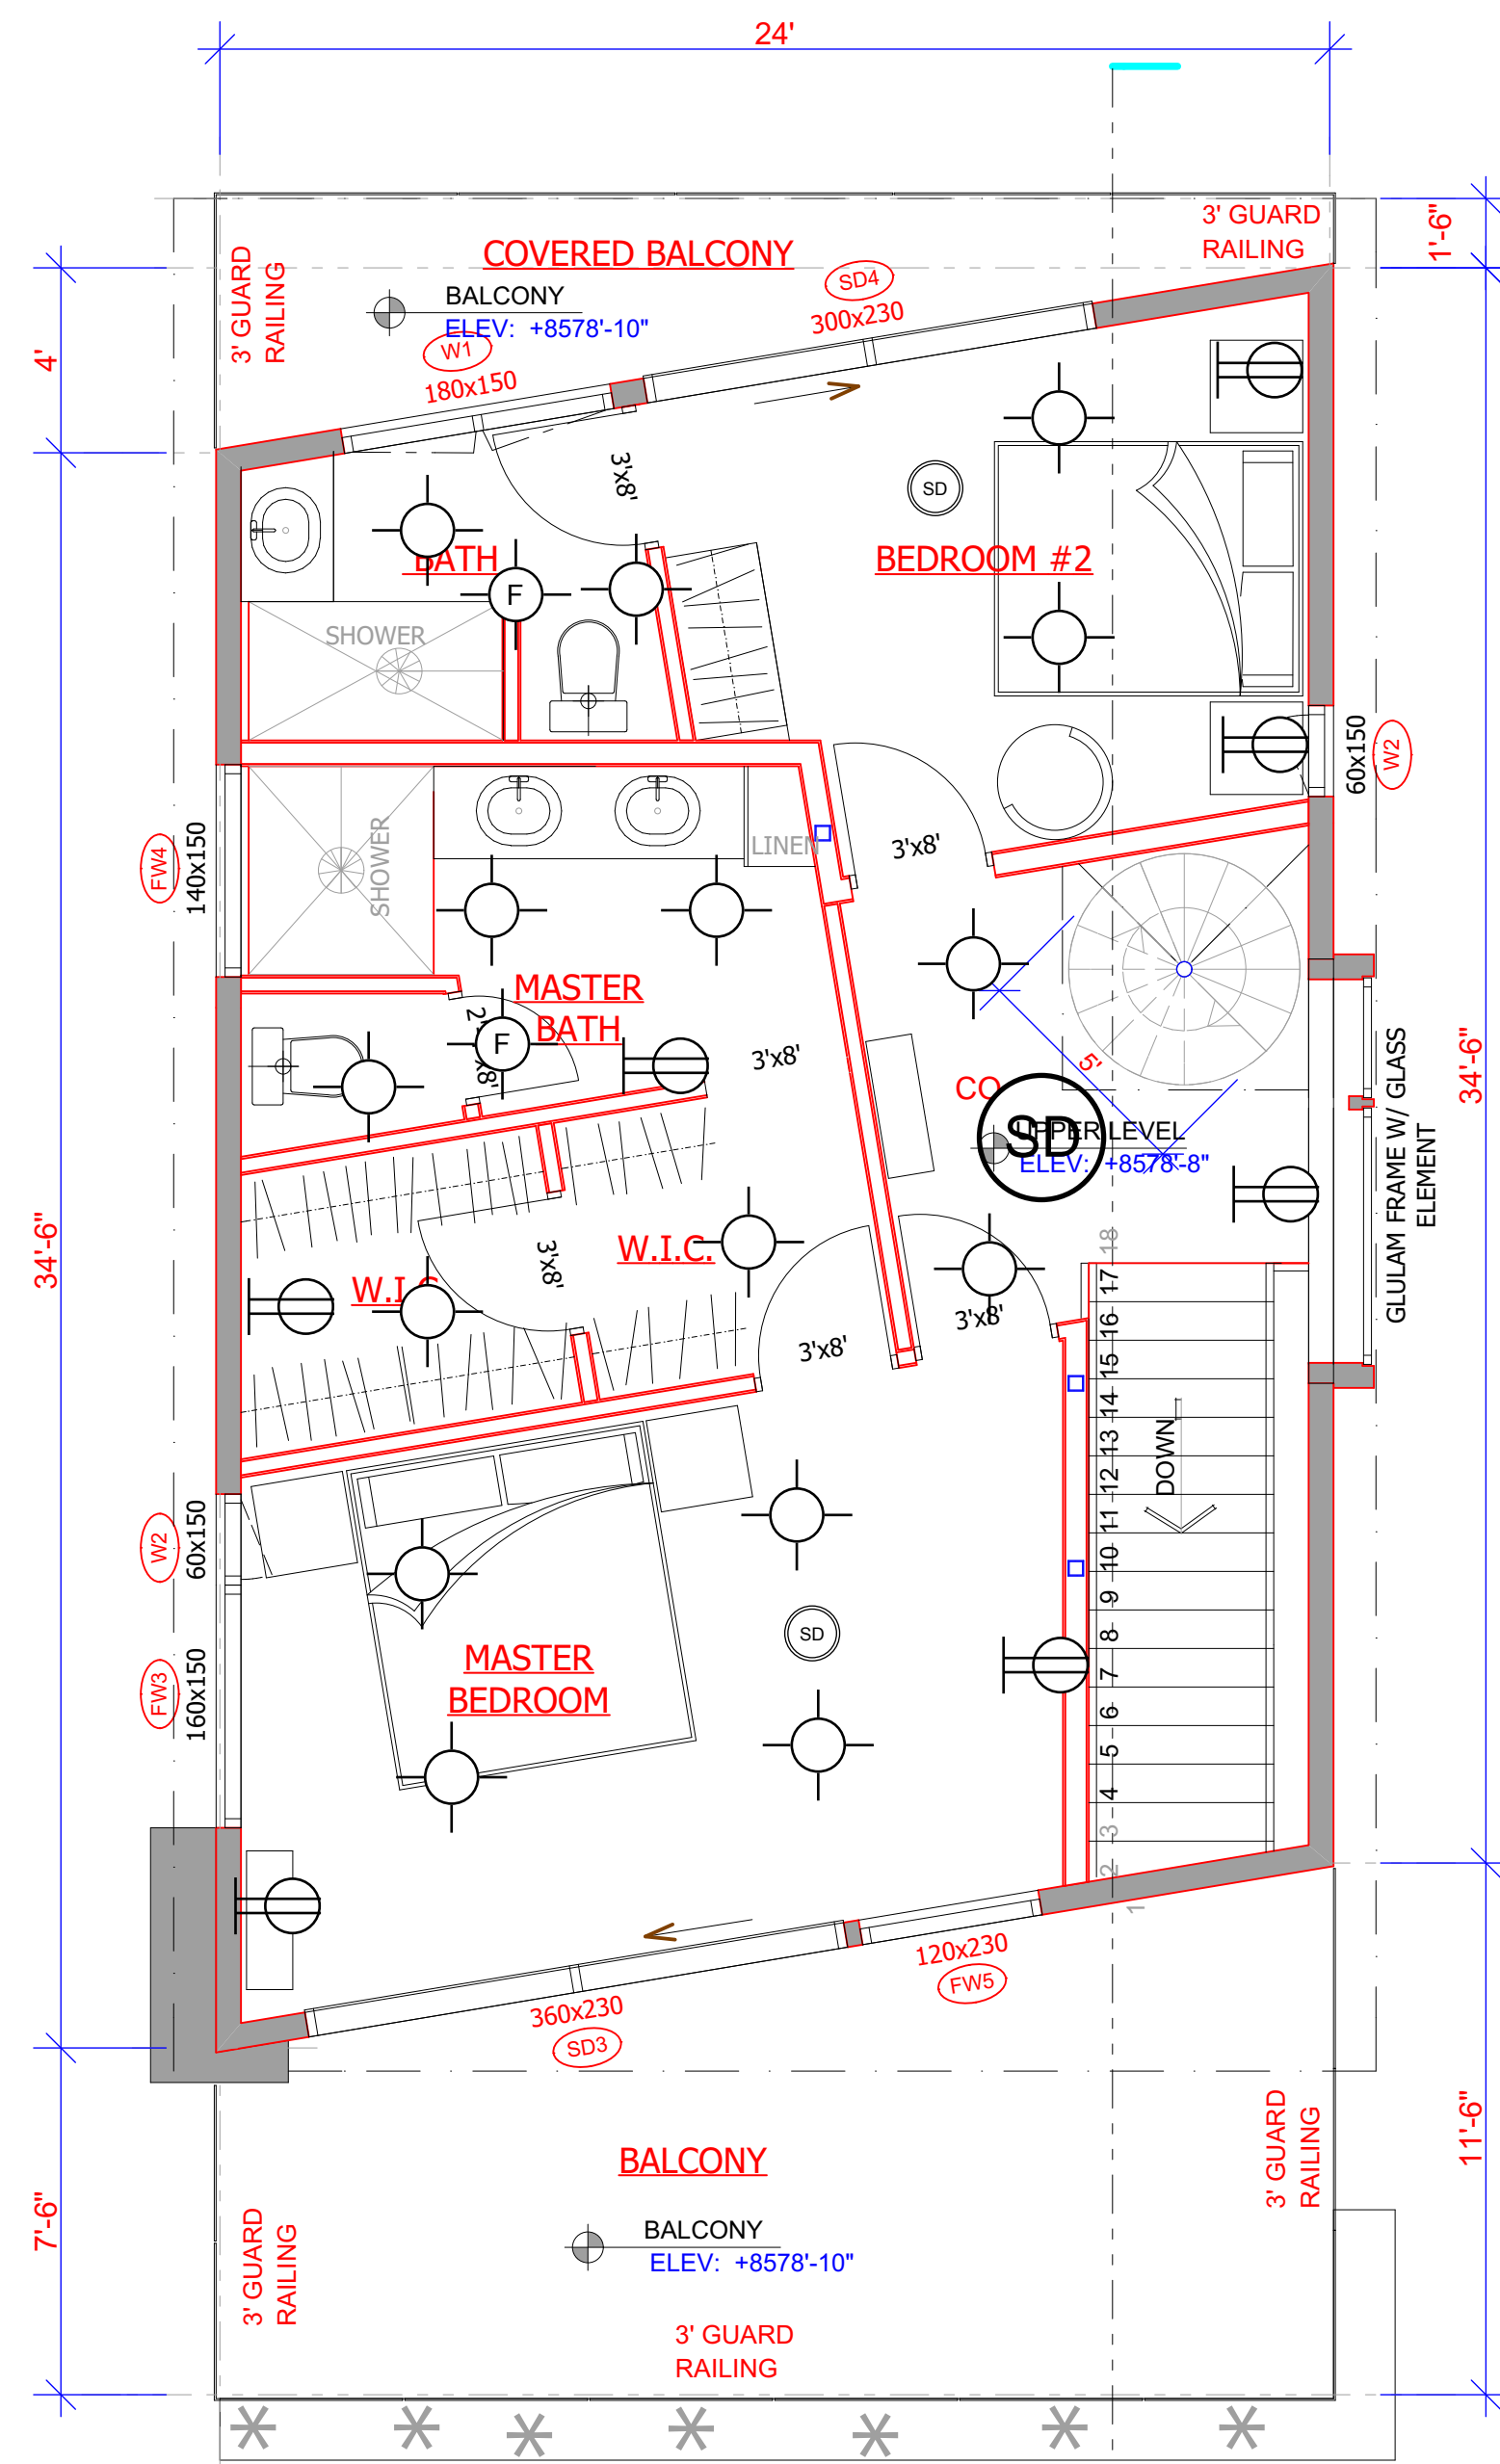 24'
3' GUARD
RAILING
1'-6"
COVERED BALCONY
3' GUARD
RAILING
BALCONY
ELEV: +8578'-10"
SD4
300x230
W1
180x150
4'
3'x8'
SD
BATH
BEDROOM #2
F
SHOWER
60x150
W2
FW4
140x150
SHOWER
LINEN
3'x8'
MASTER
BATH
F
3'x8'
5'
CO
SD
UPPER LEVEL
ELEV: +8578'-8"
34'-6"
GLULAM FRAME W/ GLASS
ELEMENT
34'-6"
W.I.C.
W.I.C
3'x8'
3'x8'
3'x8'
18
17
16
15
14
13
12
11
10
9
8
7
6
5
4
3
2
1
DOWN
W2
60x150
SD
FW3
160x150
MASTER
BEDROOM
120x230
FW5
360x230
SD3
BALCONY
3' GUARD
RAILING
11'-6"
7'-6"
BALCONY
ELEV: +8578'-10"
3' GUARD
RAILING
3' GUARD
RAILING